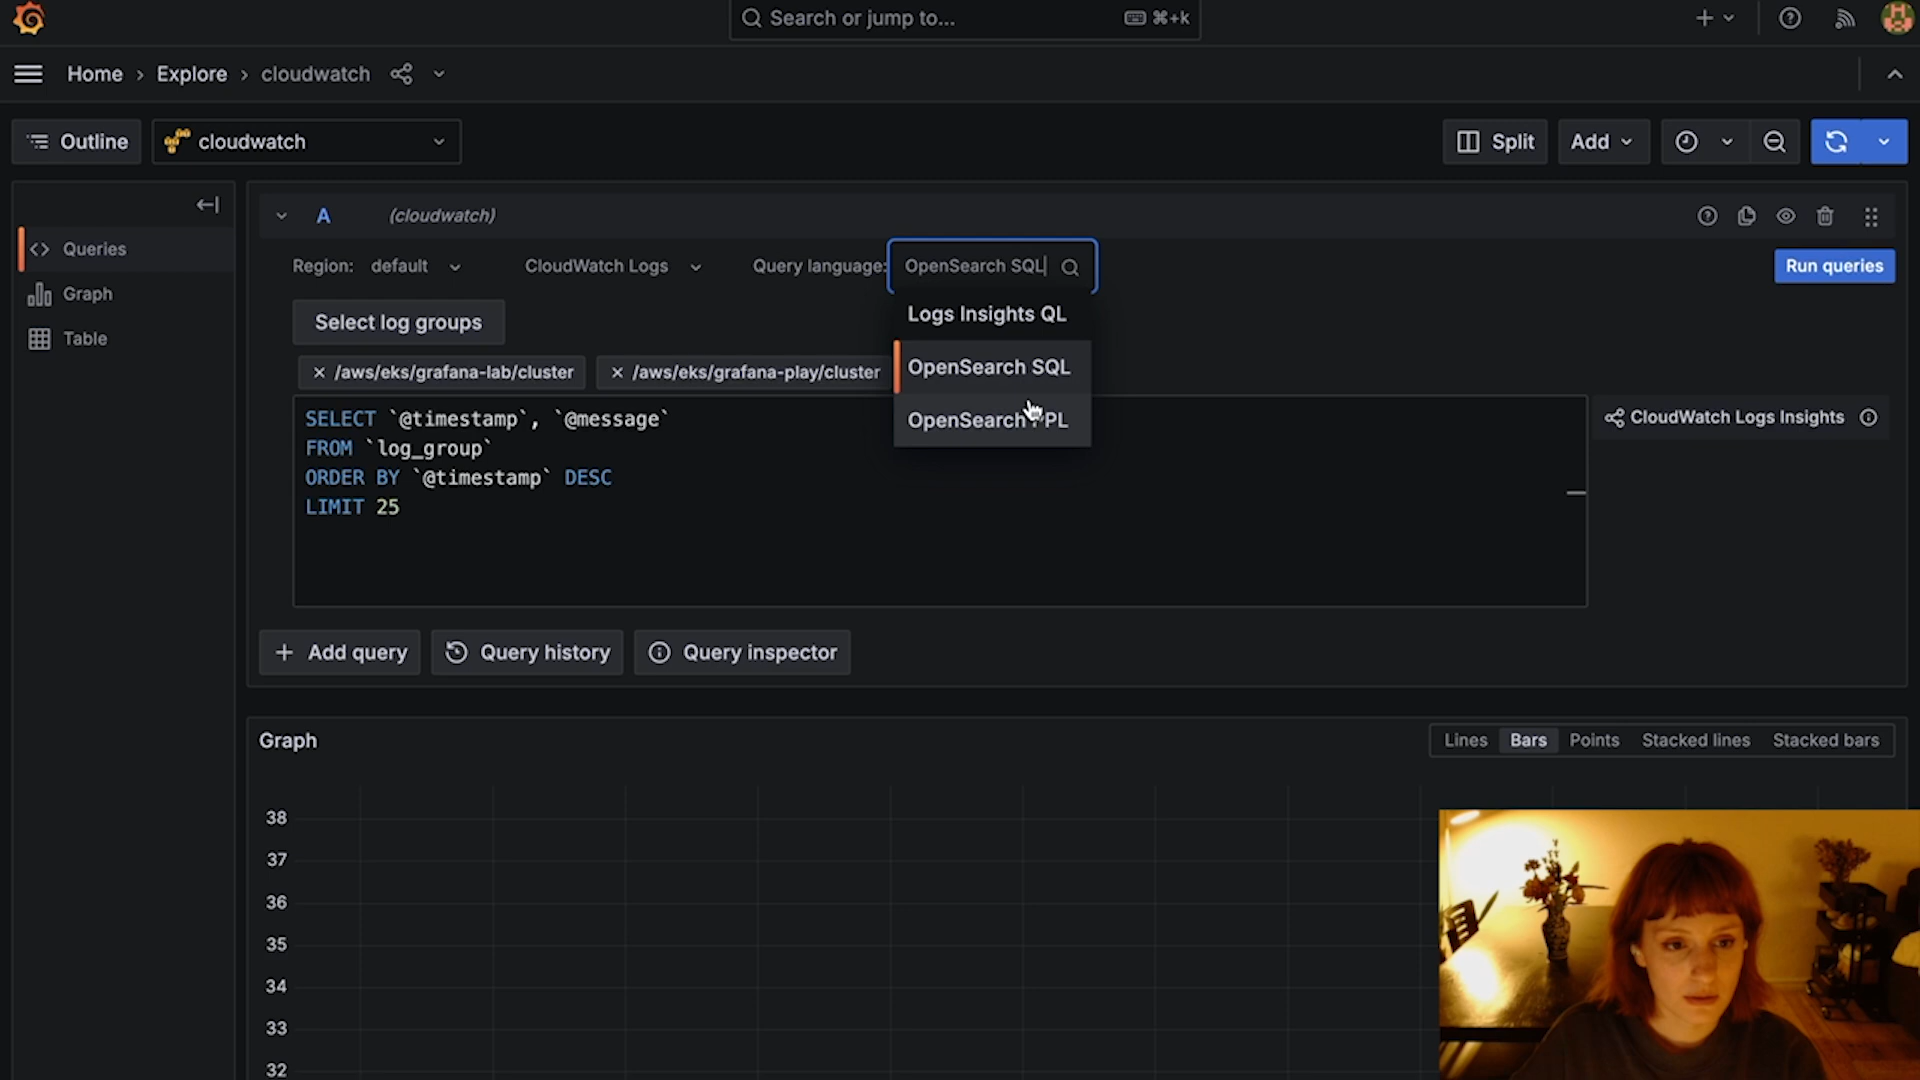 Search or jump to... ⌘+k
Home › Explore › cloudwatch
Outline cloudwatch Split Add
A (cloudwatch)
Queries
Graph
Table
Region: default CloudWatch Logs Query language: OpenSearch SQL Run queries
Logs Insights QL
OpenSearch SQL
OpenSearch PPL
Select log groups
× /aws/eks/grafana-lab/cluster × /aws/eks/grafana-play/cluster
SELECT `@timestamp`, `@message`
FROM `log_group`
ORDER BY `@timestamp` DESC
LIMIT 25
CloudWatch Logs Insights
+ Add query Query history Query inspector
Graph Lines Bars Points Stacked lines Stacked bars
38
37
36
35
34
33
32